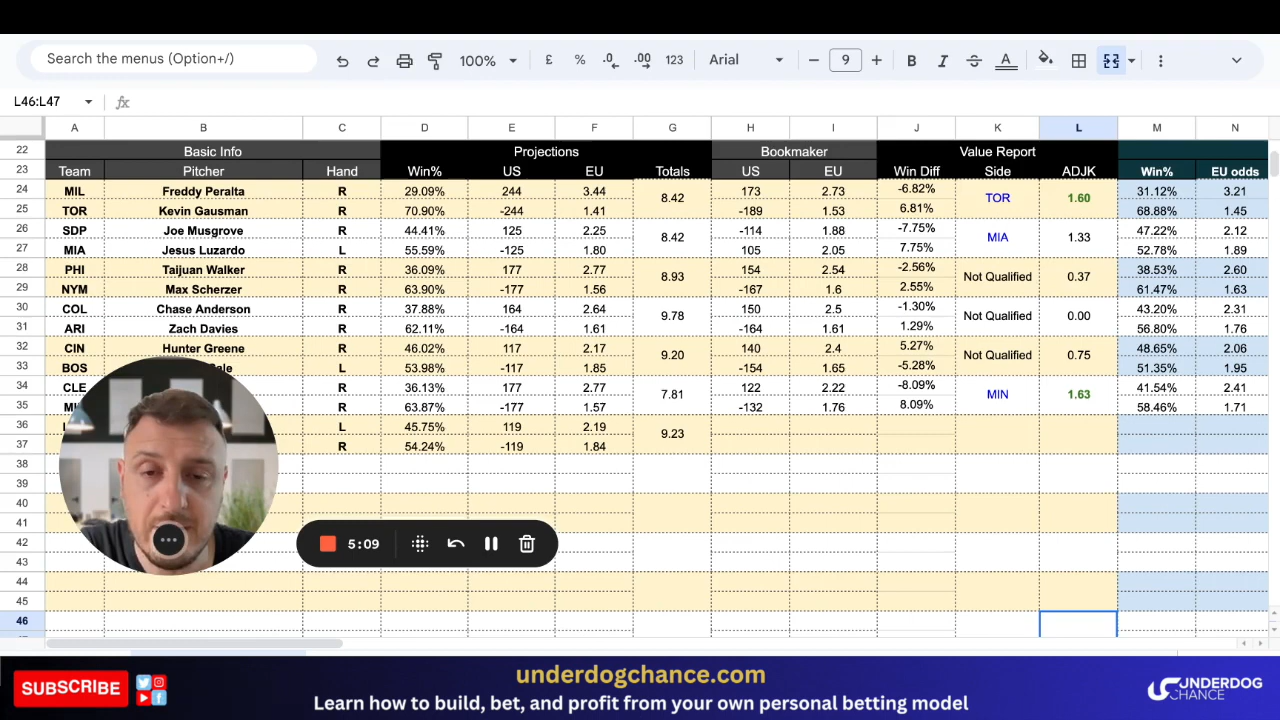 Search the menus (Option+/)
100%
£ % .0 .00 123 Arial 9 B I A
L46:L47 fx
A B C D E F G H I J K L M N
22 Basic Info Projections Bookmaker Value Report
23 Team Pitcher Hand Win% US EU Totals US EU Win Diff Side ADJK Win% EU odds
24 MIL Freddy Peralta R 29.09% 244 3.44 8.42 173 2.73 -6.82% TOR 1.60 31.12% 3.21
25 TOR Kevin Gausman R 70.90% -244 1.41 -189 1.53 6.81% 68.88% 1.45
26 SDP Joe Musgrove R 44.41% 125 2.25 8.42 -114 1.88 -7.75% MIA 1.33 47.22% 2.12
27 MIA Jesus Luzardo L 55.59% -125 1.80 105 2.05 7.75% 52.78% 1.89
28 PHI Taijuan Walker R 36.09% 177 2.77 8.93 154 2.54 -2.56% Not Qualified 0.37 38.53% 2.60
29 NYM Max Scherzer R 63.90% -177 1.56 -167 1.6 2.55% 61.47% 1.63
30 COL Chase Anderson R 37.88% 164 2.64 9.78 150 2.5 -1.30% Not Qualified 0.00 43.20% 2.31
31 ARI Zach Davies R 62.11% -164 1.61 -164 1.61 1.29% 56.80% 1.76
32 CIN Hunter Greene R 46.02% 117 2.17 9.20 140 2.4 5.27% Not Qualified 0.75 48.65% 2.06
33 BOS L 53.98% -117 1.85 -154 1.65 -5.28% 51.35% 1.95
34 CLE R 36.13% 177 2.77 7.81 122 2.22 -8.09% MIN 1.63 41.54% 2.41
35 R 63.87% -177 1.57 -132 1.76 8.09% 58.46% 1.71
36 L 45.75% 119 2.19 9.23
37 R 54.24% -119 1.84
38
39
40
41
42
43
44
45
46
5:09
SUBSCRIBE
underdogchance.com
Learn how to build, bet, and profit from your own personal betting model
UNDERDOG
CHANCE